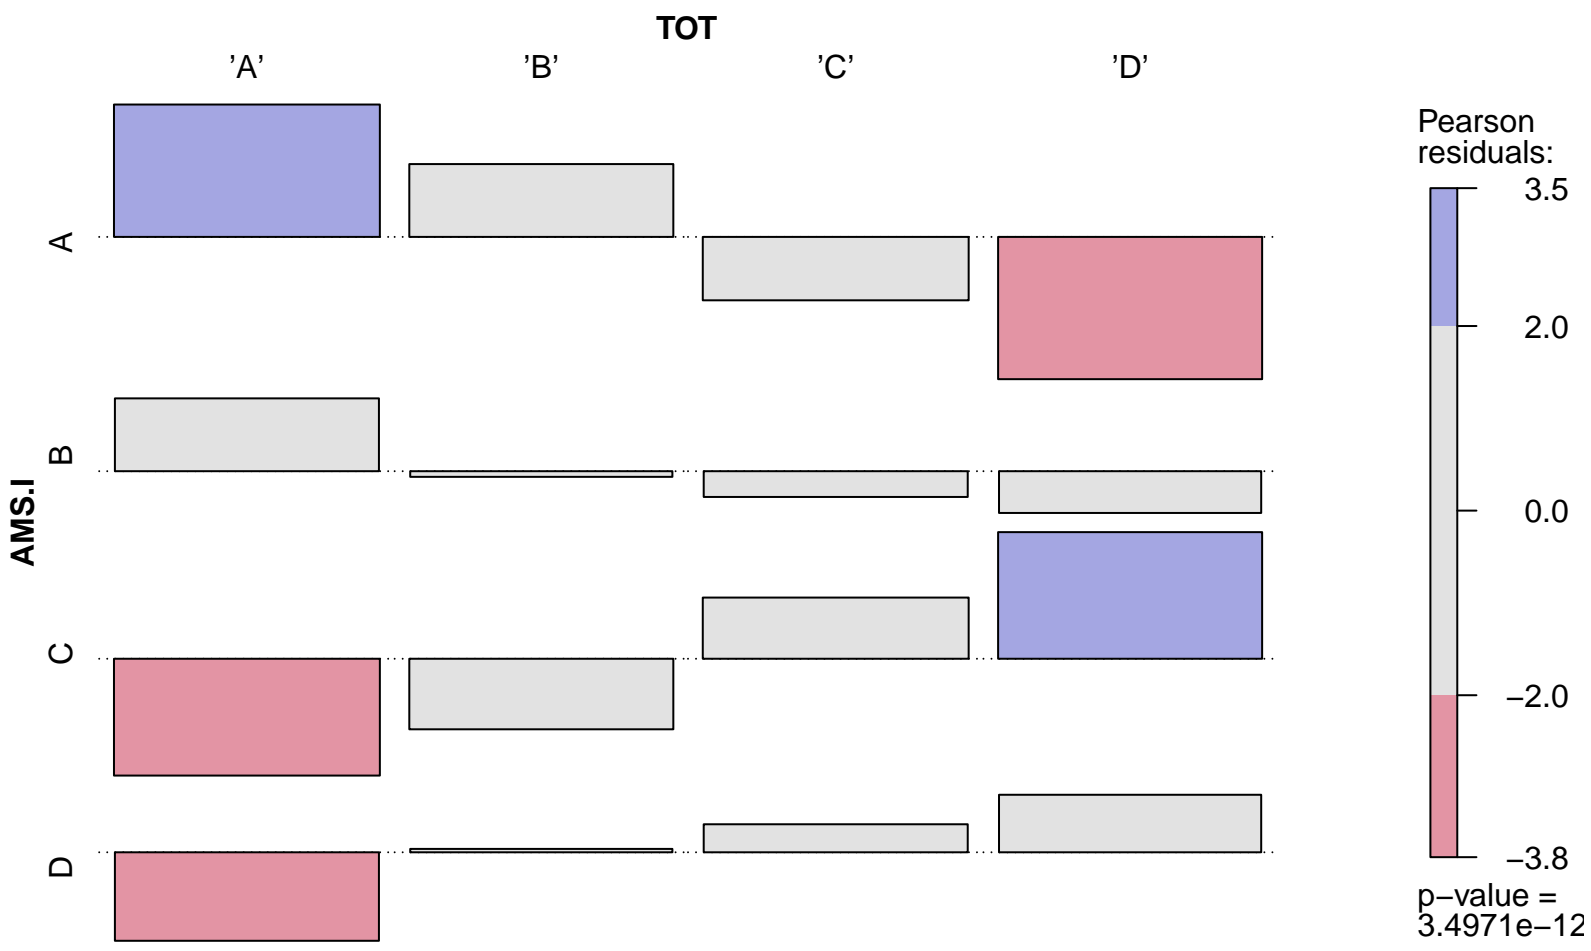 TOT
’A’ ’B’ ’C’ ’D’
A
B
C
D
AMS.I
Pearson
residuals:
3.5
2.0
0.0
−2.0
−3.8
p−value =
3.4971e−12